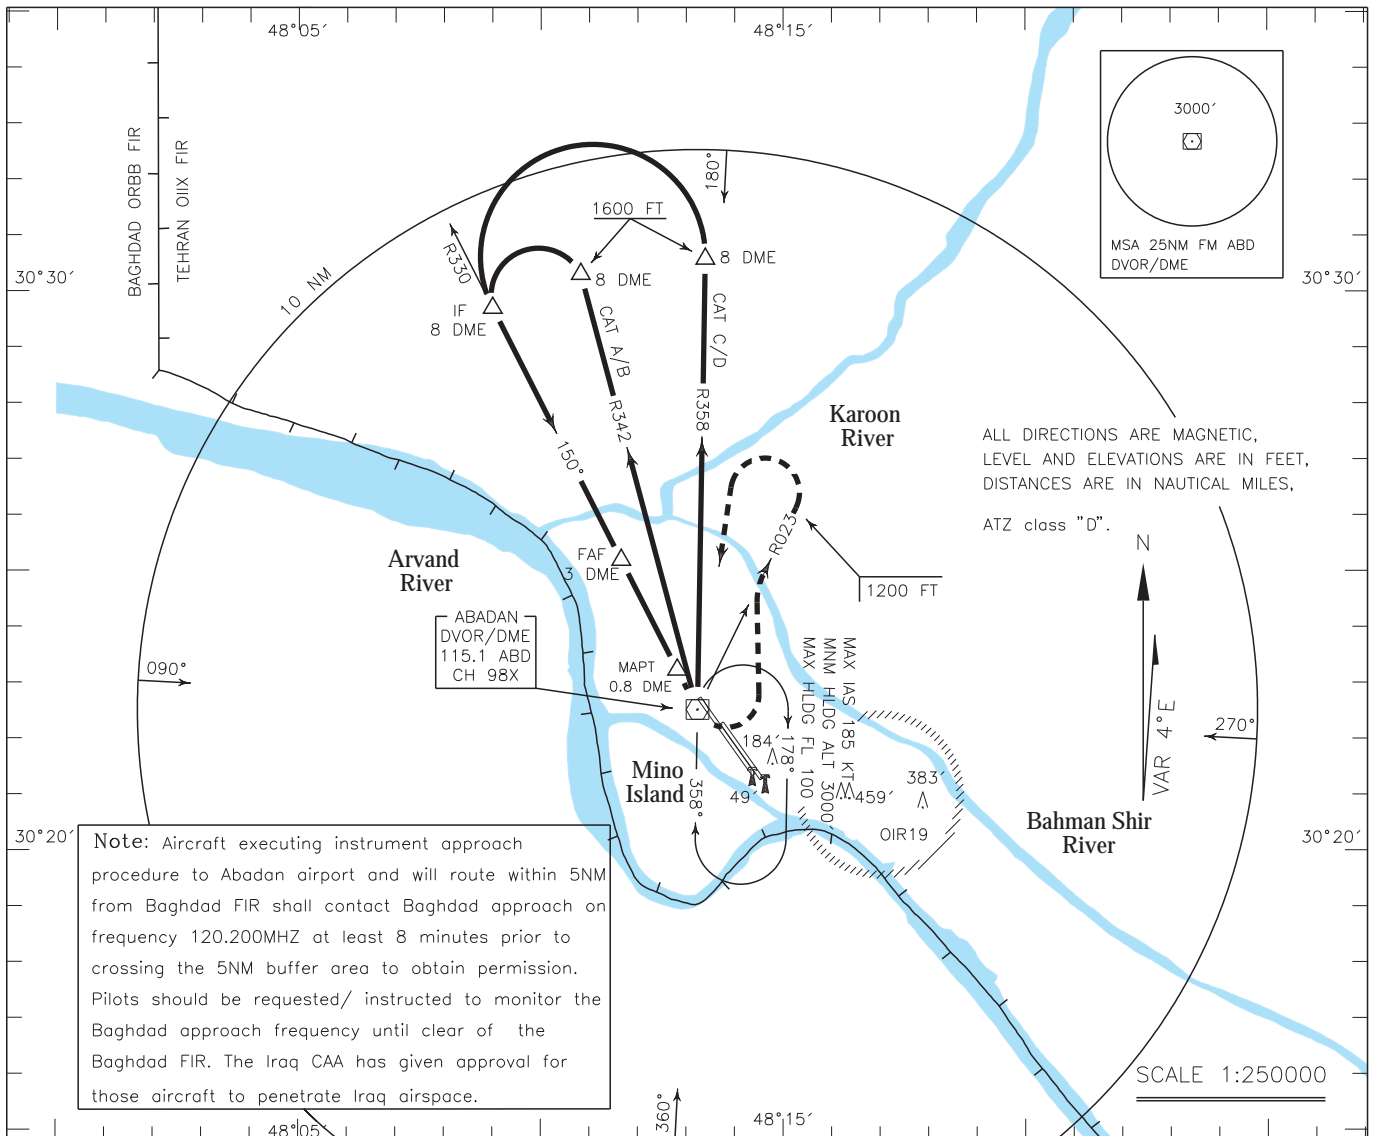 48°05′
48°15′
3000′
MSA 25NM FM ABD
DVOR/DME
BAGHDAD ORBB FIR
TEHRAN OIIX FIR
10 NM
180°
1600 FT
R330
8 DME
8 DME
IF
8 DME
30°30′
30°30′
CAT A/B
CAT C/D
R342
R358
150°
Karoon
River
ALL DIRECTIONS ARE MAGNETIC,
LEVEL AND ELEVATIONS ARE IN FEET,
DISTANCES ARE IN NAUTICAL MILES,
ATZ class "D".
R023
N
Arvand
River
FAF
3 DME
1200 FT
ABADAN
DVOR/DME
115.1 ABD
CH 98X
MAPT
0.8 DME
090°
MAX IAS 185 KT
MNM HLDG ALT 3000′
MAX HLDG FL 100
270°
VAR 4°E
184′
178°
358°
49′
459′
383′
OIR19
Mino
Island
Bahman Shir
River
30°20′
30°20′
Note: Aircraft executing instrument approach
procedure to Abadan airport and will route within 5NM
from Baghdad FIR shall contact Baghdad approach on
frequency 120.200MHZ at least 8 minutes prior to
crossing the 5NM buffer area to obtain permission.
Pilots should be requested/ instructed to monitor the
Baghdad approach frequency until clear of the
Baghdad FIR. The Iraq CAA has given approval for
those aircraft to penetrate Iraq airspace.
SCALE 1:250000
360°
48°05′
48°15′